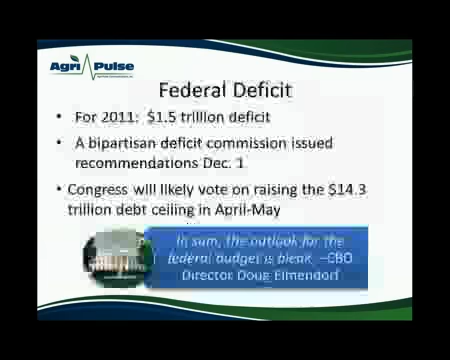 Agri Pulse
Federal Deficit
• For 2011: $1.5 trillion deficit
• A bipartisan deficit commission issued
recommendations Dec. 1
• Congress will likely vote on raising the $14.3
trillion debt ceiling in April-May
In sum, the outlook for the
federal budget is bleak, –CBO
Director Doug Elmendorf